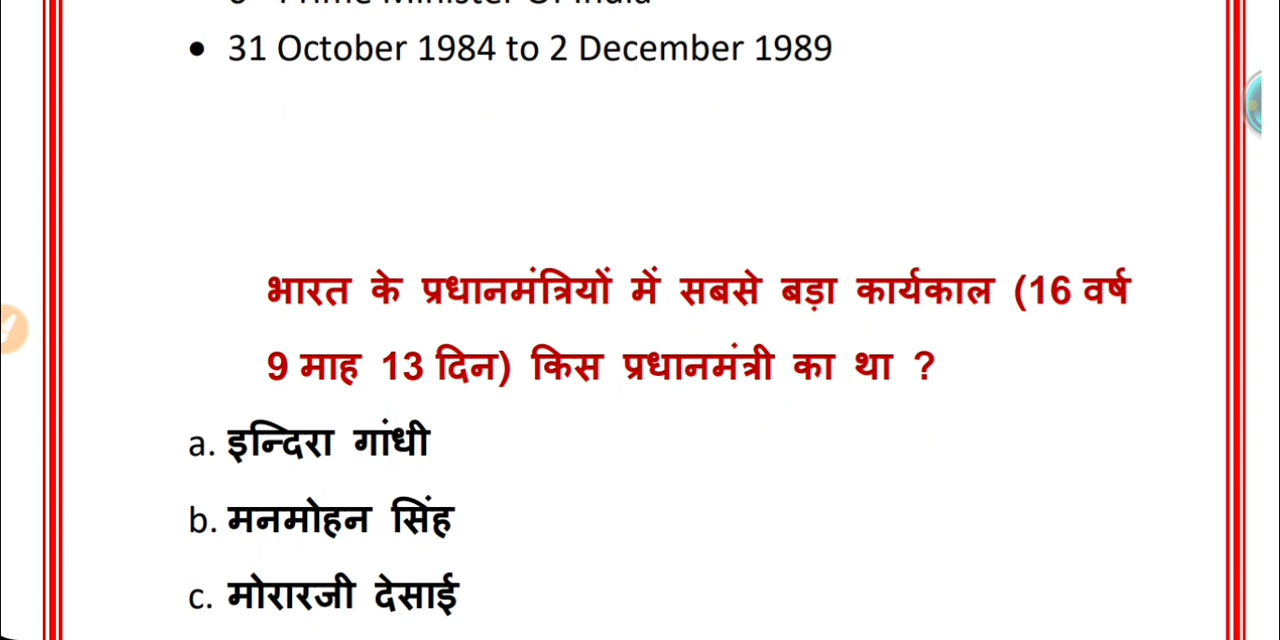 • 31 October 1984 to 2 December 1989
भारत के प्रधानमंत्रियों में सबसे बड़ा कार्यकाल (16 वर्ष
9 माह 13 दिन) किस प्रधानमंत्री का था ?
a. इन्दिरा गांधी
b. मनमोहन सिंह
c. मोरारजी देसाई